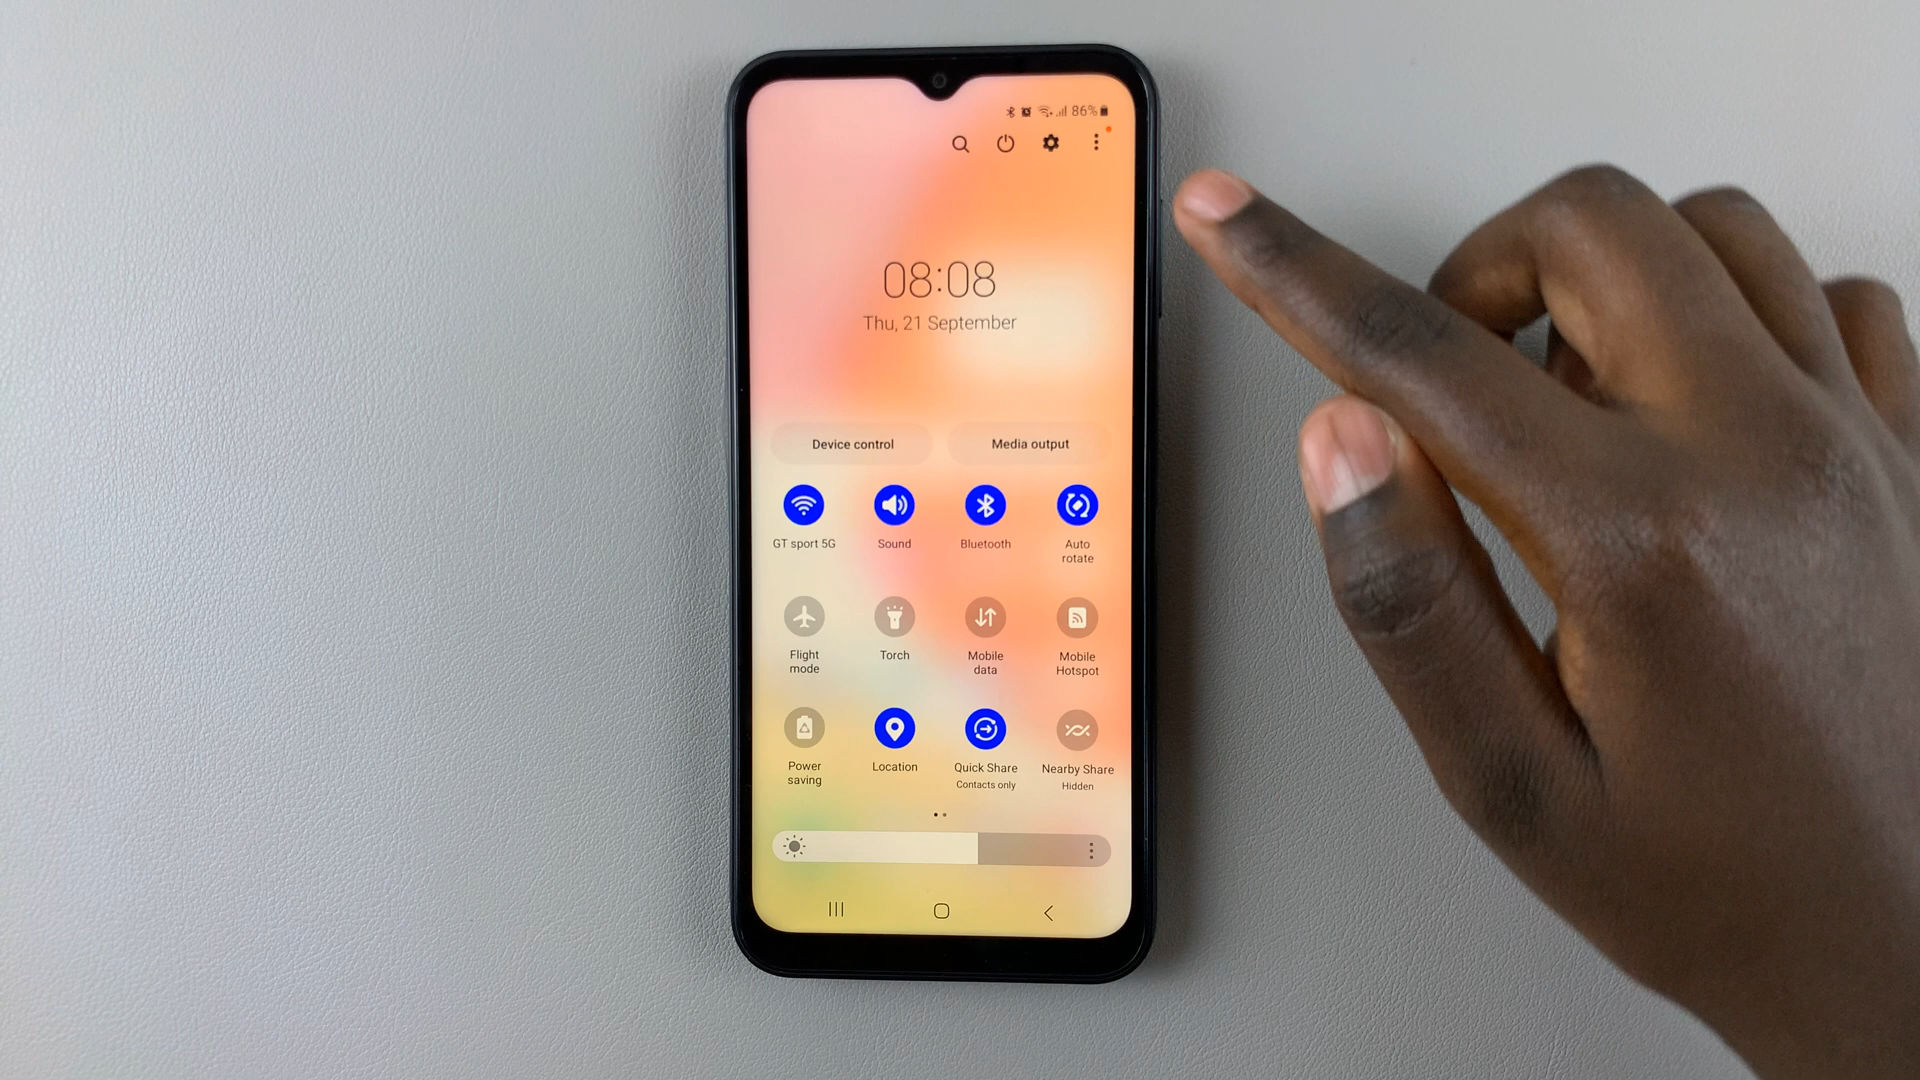 86%
08:08
Thu, 21 September
Device control
Media output
GT sport 5G
Sound
Bluetooth
Auto
rotate
Flight
mode
Torch
Mobile
data
Mobile
Hotspot
Power
saving
Location
Quick Share
Contacts only
Nearby Share
Hidden